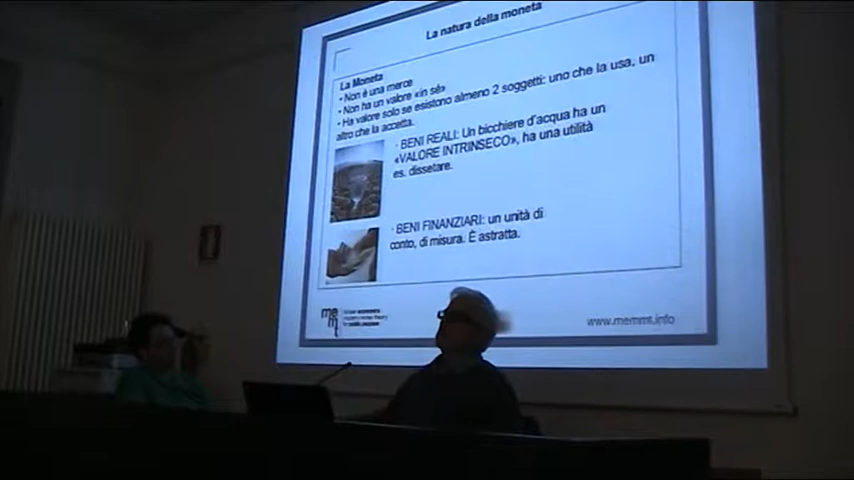 La natura della moneta
La Moneta
• Non è una merce
• Non ha un valore «in sé»
• Ha valore solo se esistono almeno 2 soggetti: uno che la usa, un
altro che la accetta.
• BENI REALI: Un bicchiere d'acqua ha un
«VALORE INTRINSECO», ha una utilità
es. dissetare.
• BENI FINANZIARI: un unità di
conto, di misura. È astratta.
me
mt
www.memmt.info